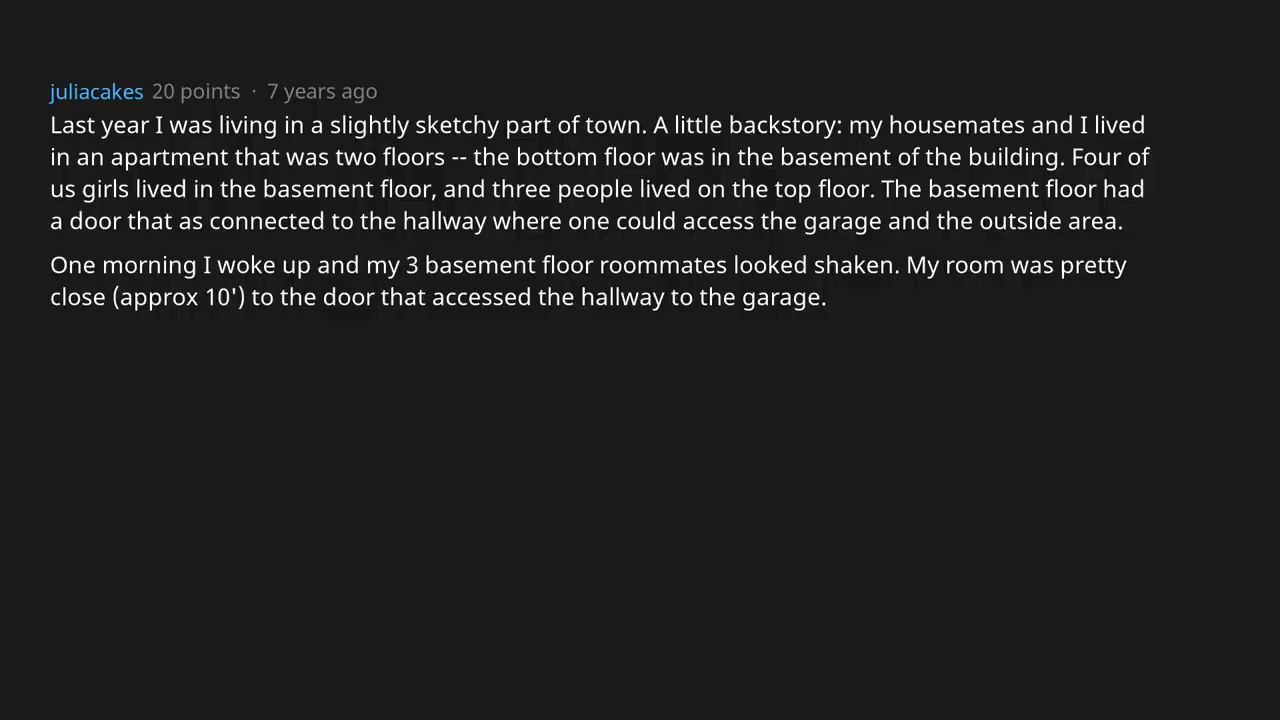 juliacakes 20 points · 7 years ago
Last year I was living in a slightly sketchy part of town. A little backstory: my housemates and I lived
in an apartment that was two floors -- the bottom floor was in the basement of the building. Four of
us girls lived in the basement floor, and three people lived on the top floor. The basement floor had
a door that as connected to the hallway where one could access the garage and the outside area.
One morning I woke up and my 3 basement floor roommates looked shaken. My room was pretty
close (approx 10') to the door that accessed the hallway to the garage.